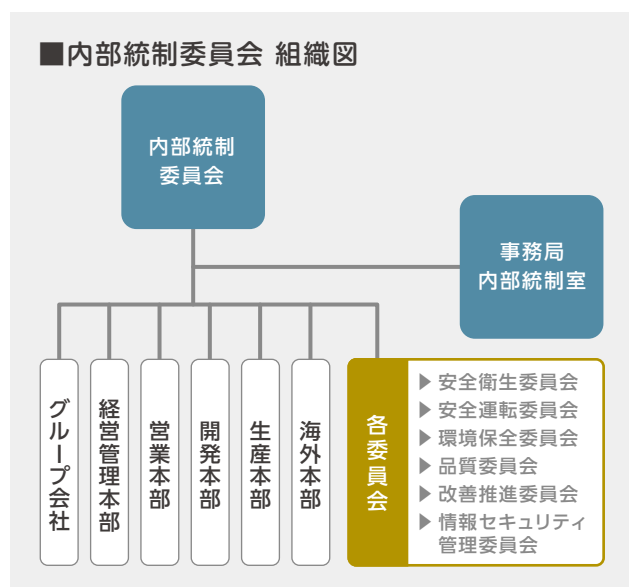 ■内部統制委員会 組織図
内部統制
委員会
事務局
内部統制室
グループ会社
経営管理本部
営業本部
開発本部
生産本部
海外本部
各委員会
▶安全衛生委員会
▶安全運転委員会
▶環境保全委員会
▶品質委員会
▶改善推進委員会
▶情報セキュリティ
管理委員会